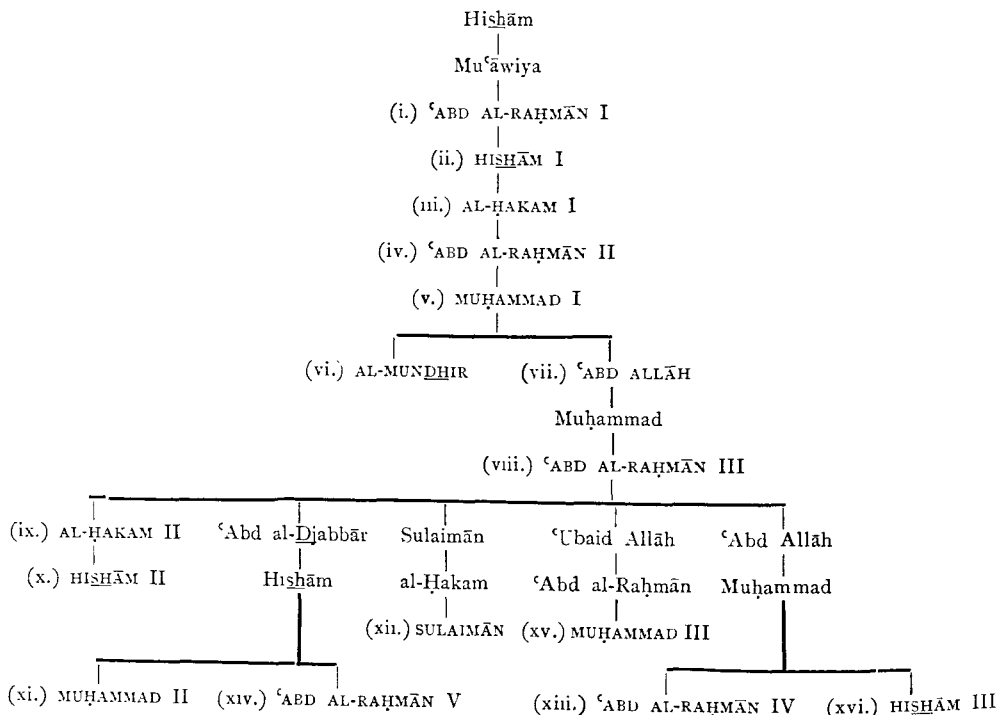 Hishām
Muʿāwiya
(i.) ʿABD AL-RAḤMĀN I
(ii.) HISHĀM I
(iii.) AL-ḤAKAM I
(iv.) ʿABD AL-RAḤMĀN II
(v.) MUḤAMMAD I
(vi.) AL-MUNDHIR (vii.) ʿABD ALLĀH
Muḥammad
(viii.) ʿABD AL-RAḤMĀN III
(ix.) AL-ḤAKAM II ʿAbd al-Djabbār Sulaimān ʿUbaid Allāh ʿAbd Allāh
(x.) HISHĀM II Hishām al-Ḥakam ʿAbd al-Raḥmān Muḥammad
(xii.) SULAIMĀN (xv.) MUḤAMMAD III
(xi.) MUḤAMMAD II (xiv.) ʿABD AL-RAḤMĀN V (xiii.) ʿABD AL-RAḤMĀN IV (xvi.) HISHĀM III